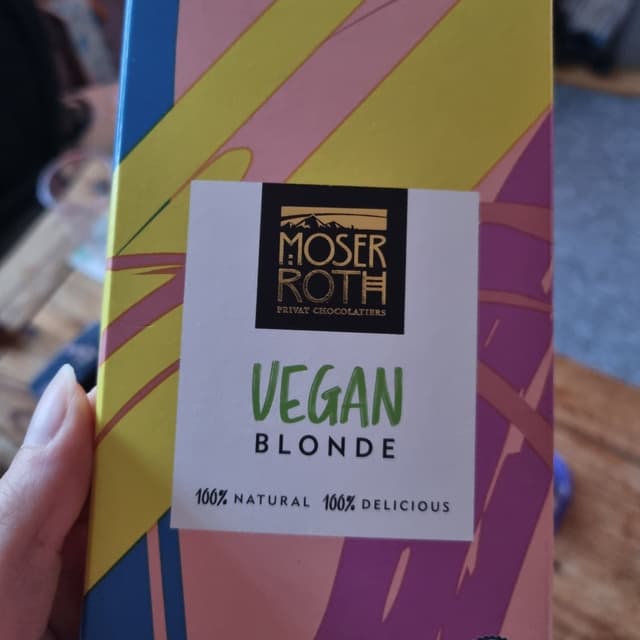 MOSER
ROTH
PRIVAT CHOCOLATIERS
VEGAN
BLONDE
100% NATURAL 100% DELICIOUS